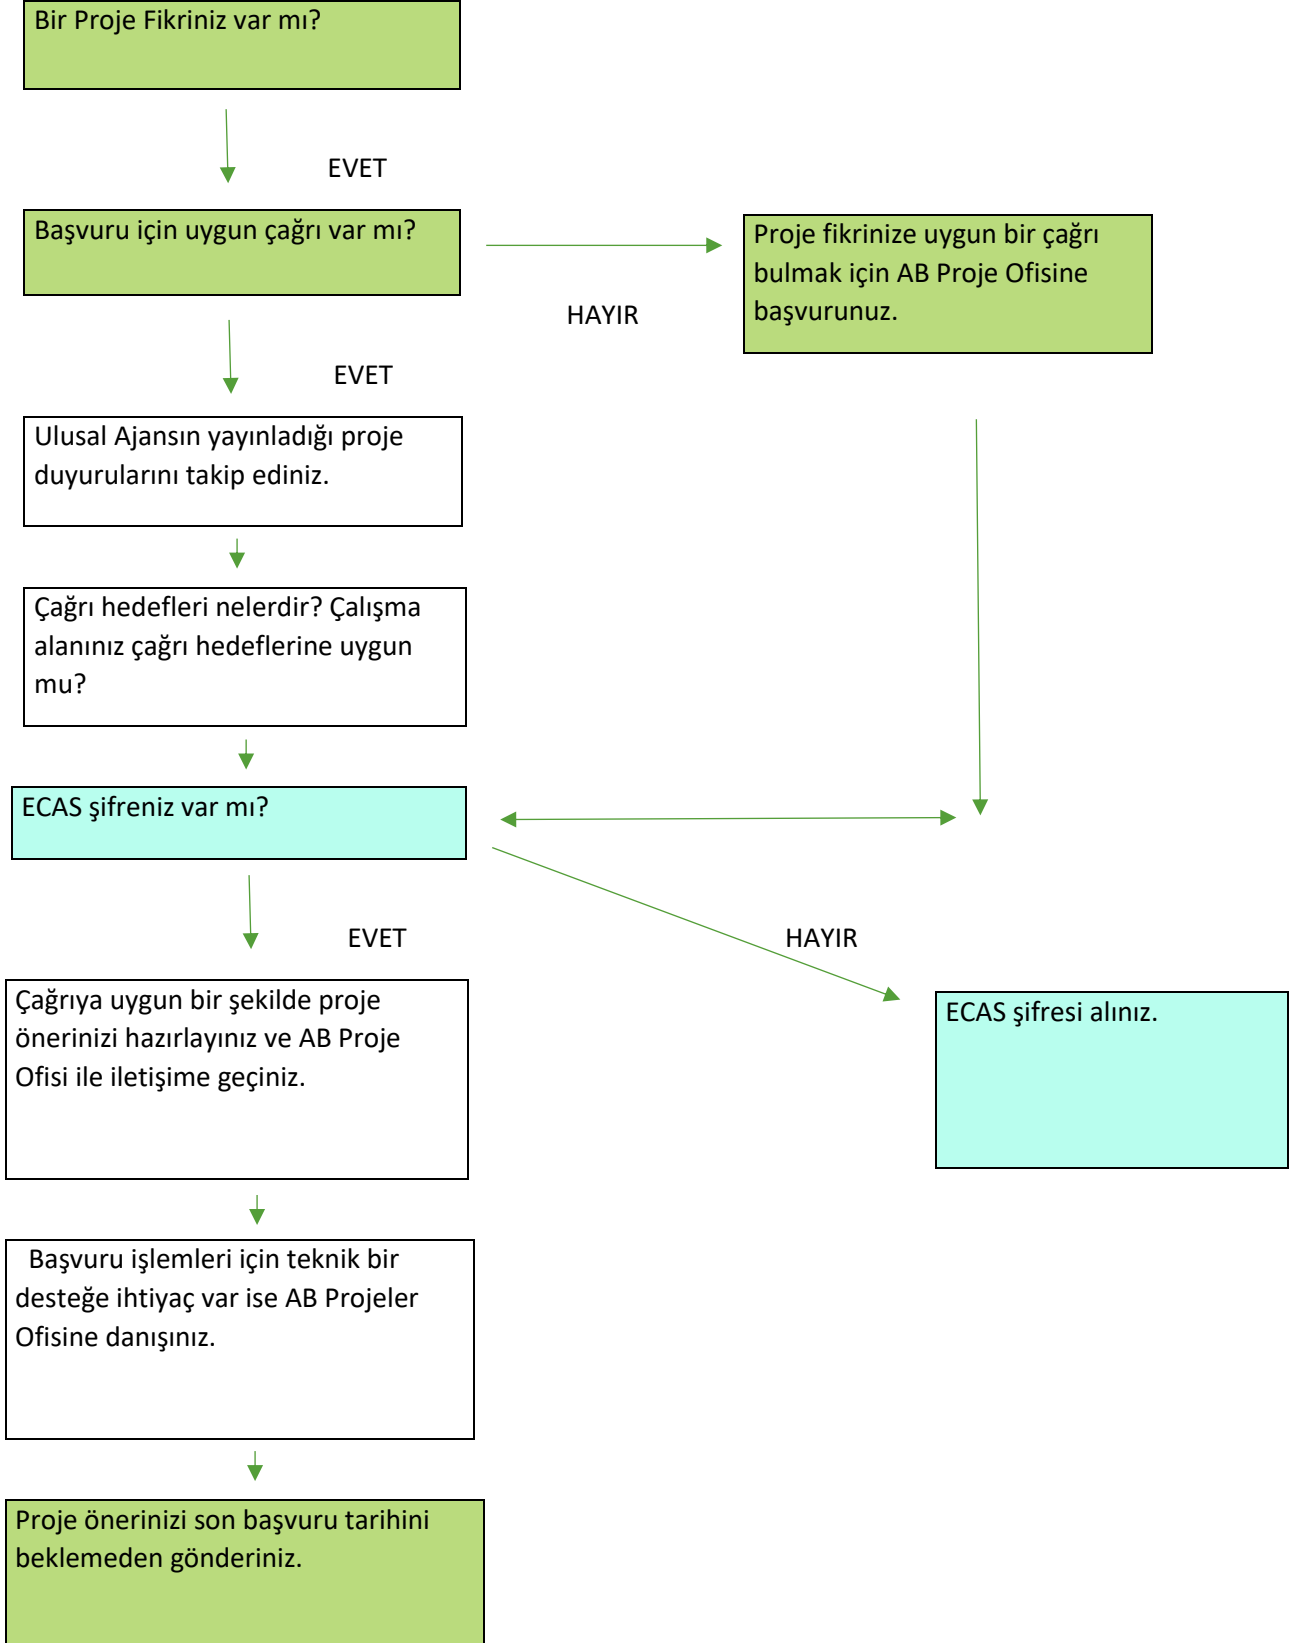 Bir Proje Fikriniz var mı?
EVET
Başvuru için uygun çağrı var mı?
Proje fikrinize uygun bir çağrı
bulmak için AB Proje Ofisine
başvurunuz.
HAYIR
EVET
Ulusal Ajansın yayınladığı proje
duyurularını takip ediniz.
Çağrı hedefleri nelerdir? Çalışma
alanınız çağrı hedeflerine uygun
mu?
ECAS şifreniz var mı?
EVET
HAYIR
Çağrıya uygun bir şekilde proje
önerinizi hazırlayınız ve AB Proje
Ofisi ile iletişime geçiniz.
ECAS şifresi alınız.
Başvuru işlemleri için teknik bir
desteğe ihtiyaç var ise AB Projeler
Ofisine danışınız.
Proje önerinizi son başvuru tarihini
beklemeden gönderiniz.